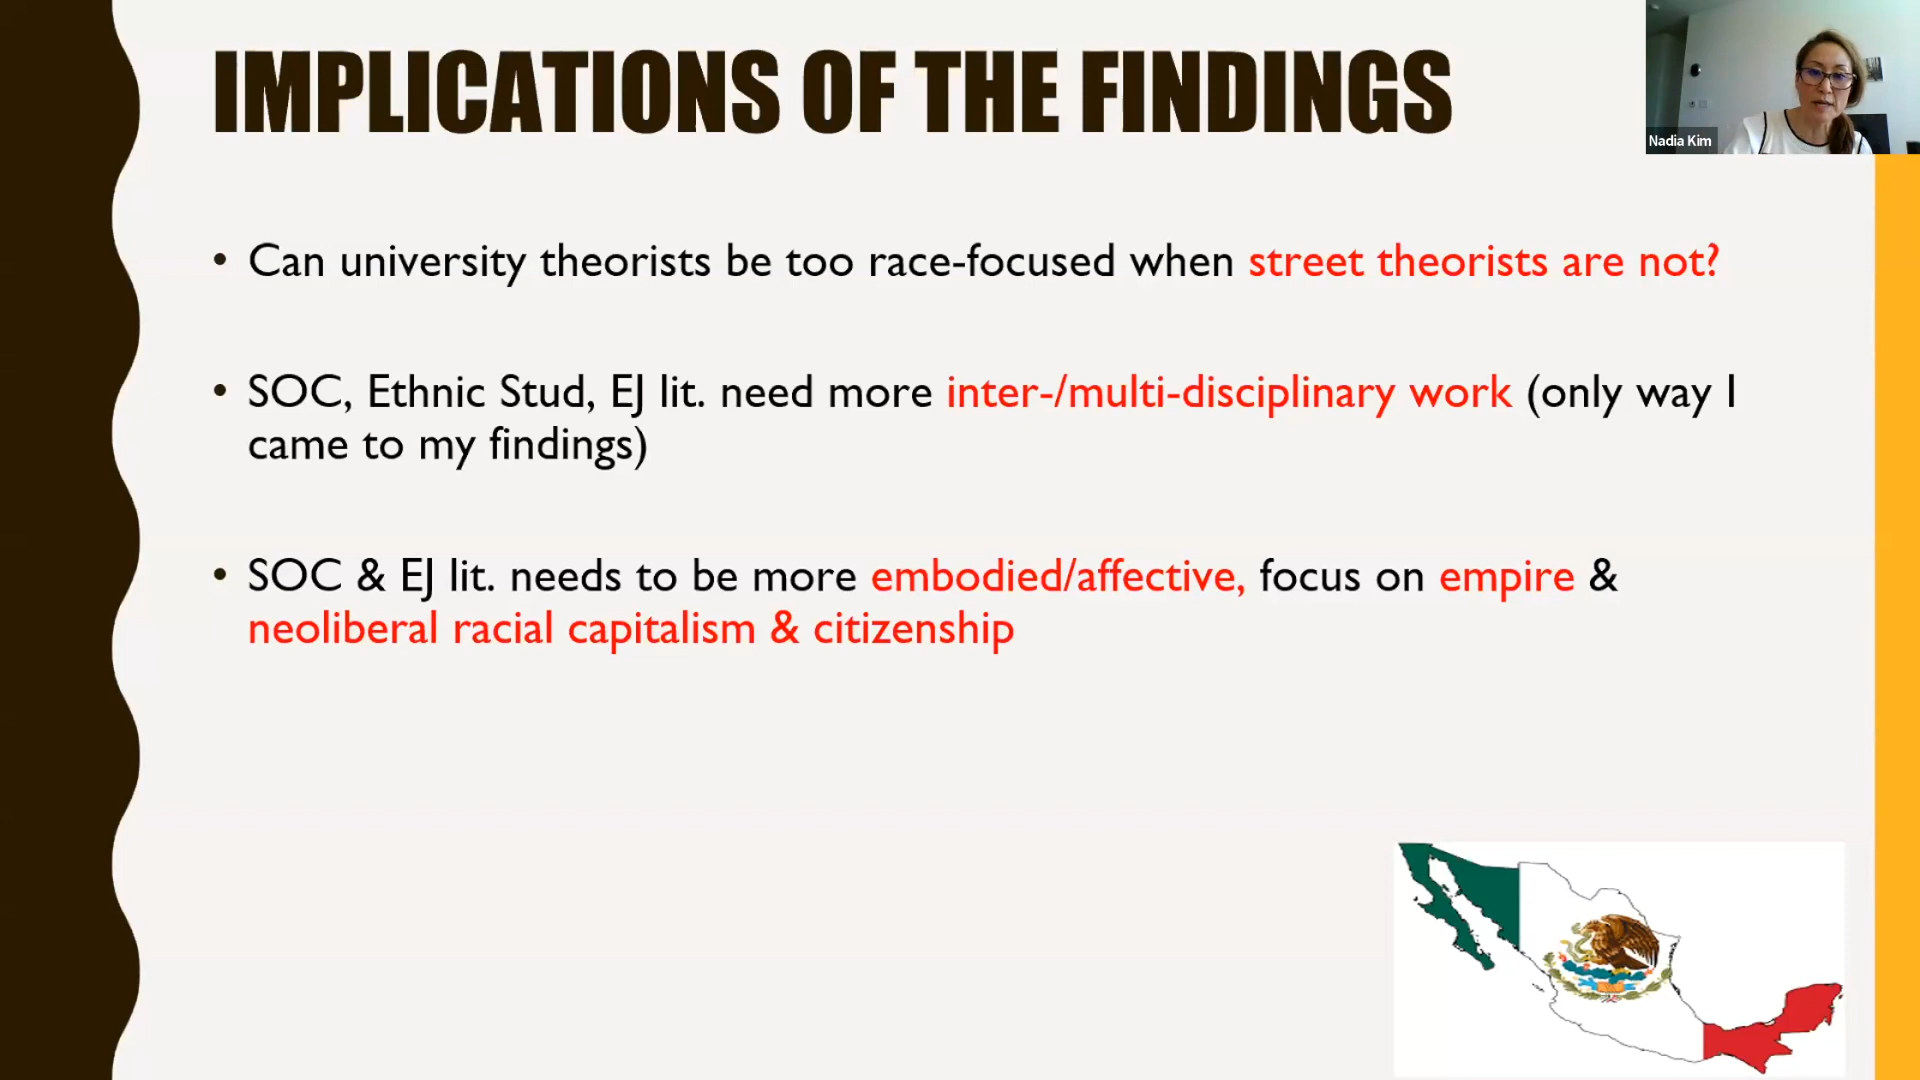 IMPLICATIONS OF THE FINDINGS
Nadia Kim
• Can university theorists be too race-focused when street theorists are not?
• SOC, Ethnic Stud, EJ lit. need more inter-/multi-disciplinary work (only way I
came to my findings)
• SOC & EJ lit. needs to be more embodied/affective, focus on empire &
neoliberal racial capitalism & citizenship